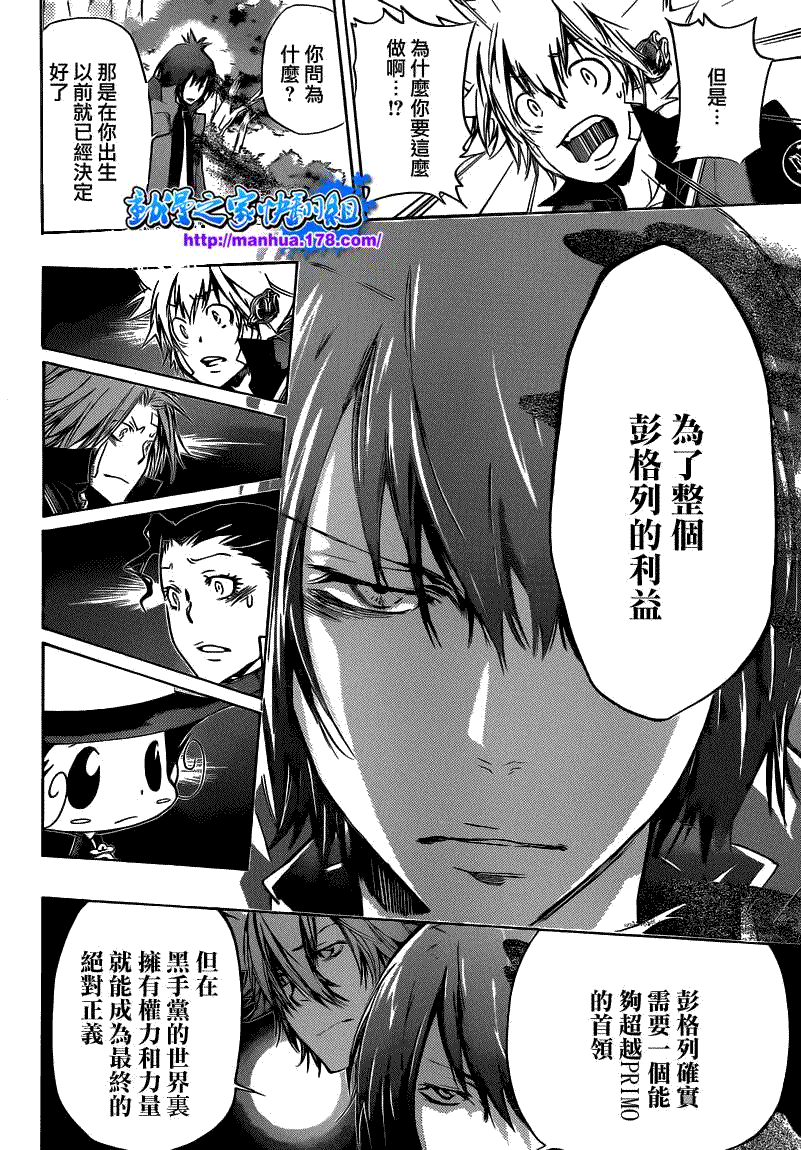 但是…
為什麼你要這麼
做啊…!?
你問為
什麼？
那是在你出生
以前就已經決定
好了
動漫之家快翻組
http://manhua.178.com/
為了整個
彭格列的利益
彭格列確實
需要一個能
夠超越PRIMO
的首領
但在
黑手黨的世界裏
擁有權力和力量
就能成為最終的
絕對正義